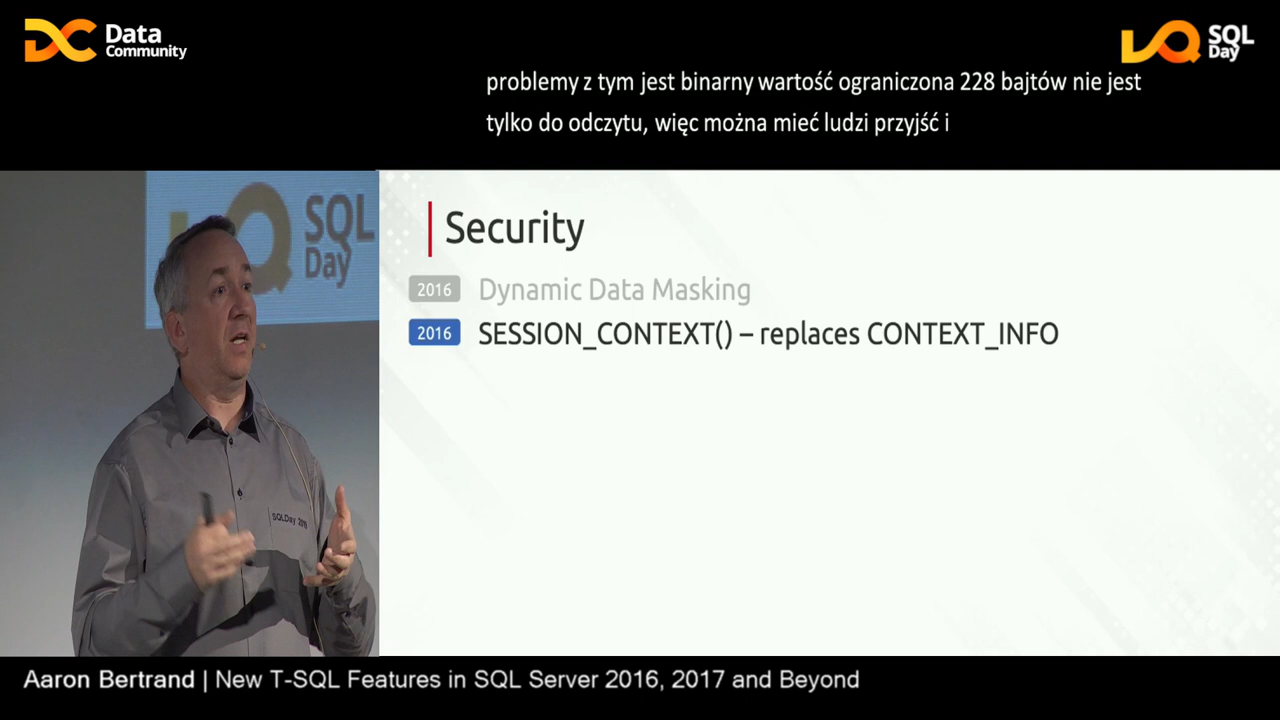 Data
Community
SQL
Day
problemy z tym jest binarny wartość ograniczona 228 bajtów nie jest
tylko do odczytu, więc można mieć ludzi przyjść i
SQL
Day
Security
2016 Dynamic Data Masking
2016 SESSION_CONTEXT() – replaces CONTEXT_INFO
Aaron Bertrand | New T-SQL Features in SQL Server 2016, 2017 and Beyond